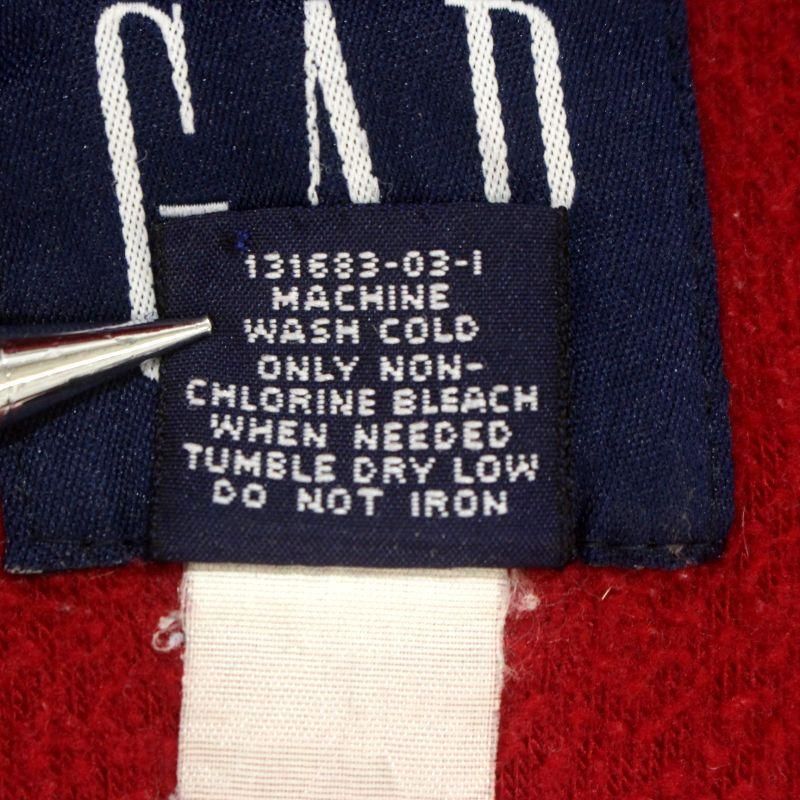 GAP
131683-03-1
MACHINE
WASH COLD
ONLY NON-
CHLORINE BLEACH
WHEN NEEDED
TUMBLE DRY LOW
DO NOT IRON